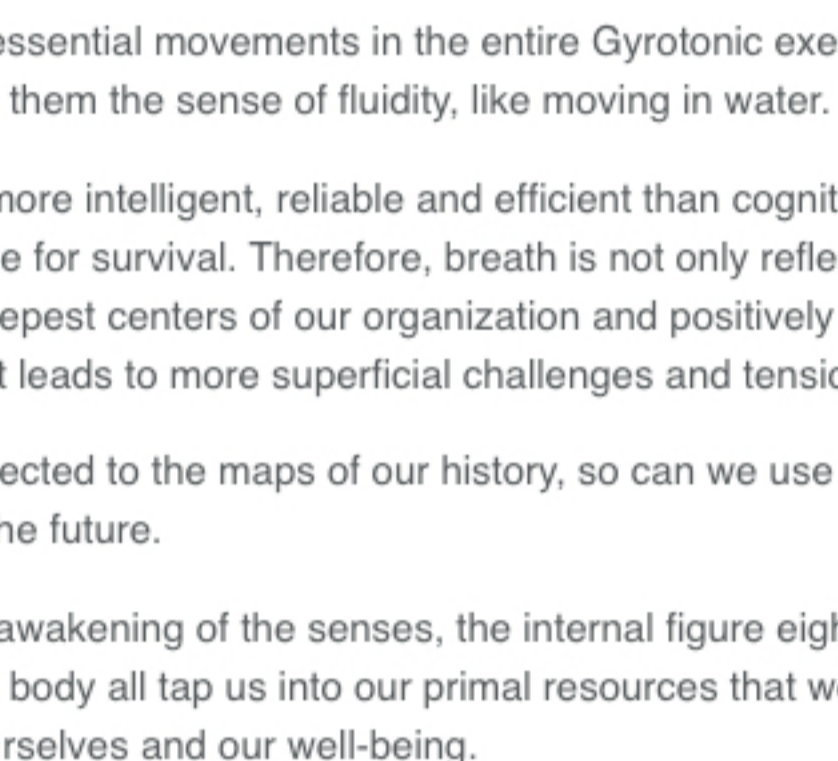 essential movements in the entire Gyrotonic exe
them the sense of fluidity, like moving in water.
more intelligent, reliable and efficient than cognit
e for survival. Therefore, breath is not only refle
epest centers of our organization and positively
t leads to more superficial challenges and tensio
ected to the maps of our history, so can we use
he future.
awakening of the senses, the internal figure eigh
body all tap us into our primal resources that we
rselves and our well-being.